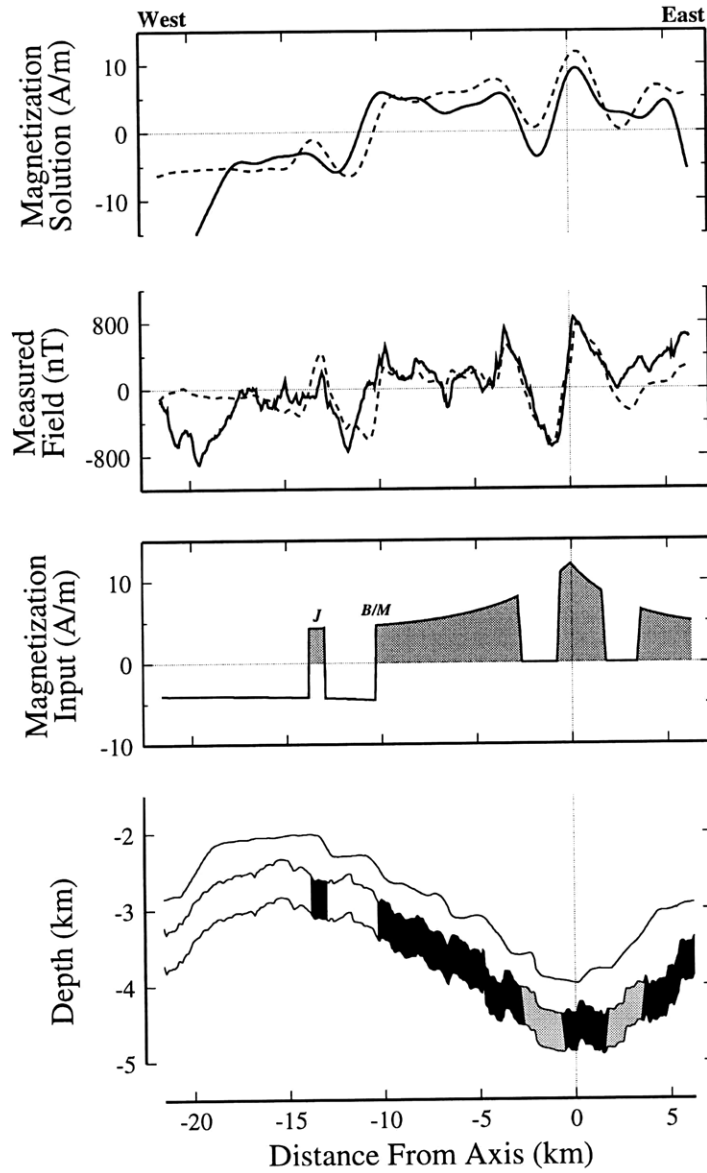 West East
Magnetization
Solution (A/m)
10
0
-10
Measured
Field (nT)
800
0
-800
Magnetization
Input (A/m)
10
0
-10
J
B/M
Depth (km)
-2
-3
-4
-5
-20 -15 -10 -5 0 5
Distance From Axis (km)